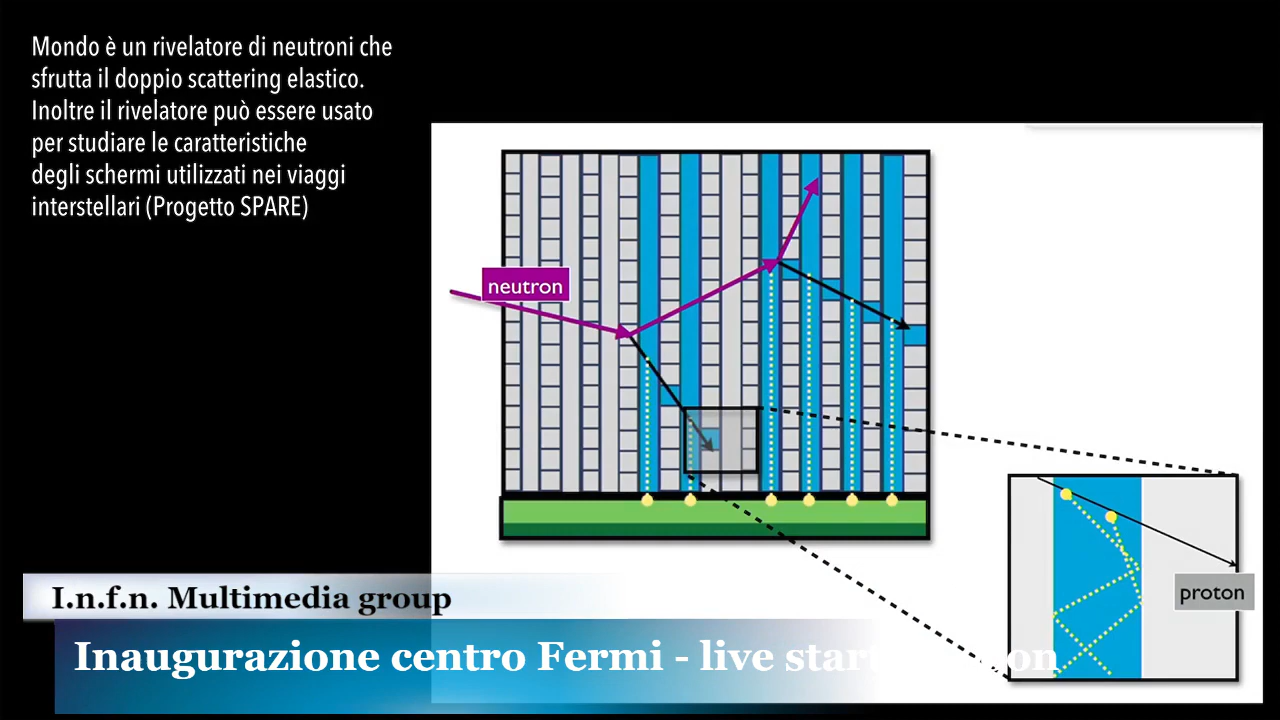 Mondo è un rivelatore di neutroni che
sfrutta il doppio scattering elastico.
Inoltre il rivelatore può essere usato
per studiare le caratteristiche
degli schermi utilizzati nei viaggi
interstellari (Progetto SPARE)
neutron
proton
I.n.f.n. Multimedia group
Inaugurazione centro Fermi - live